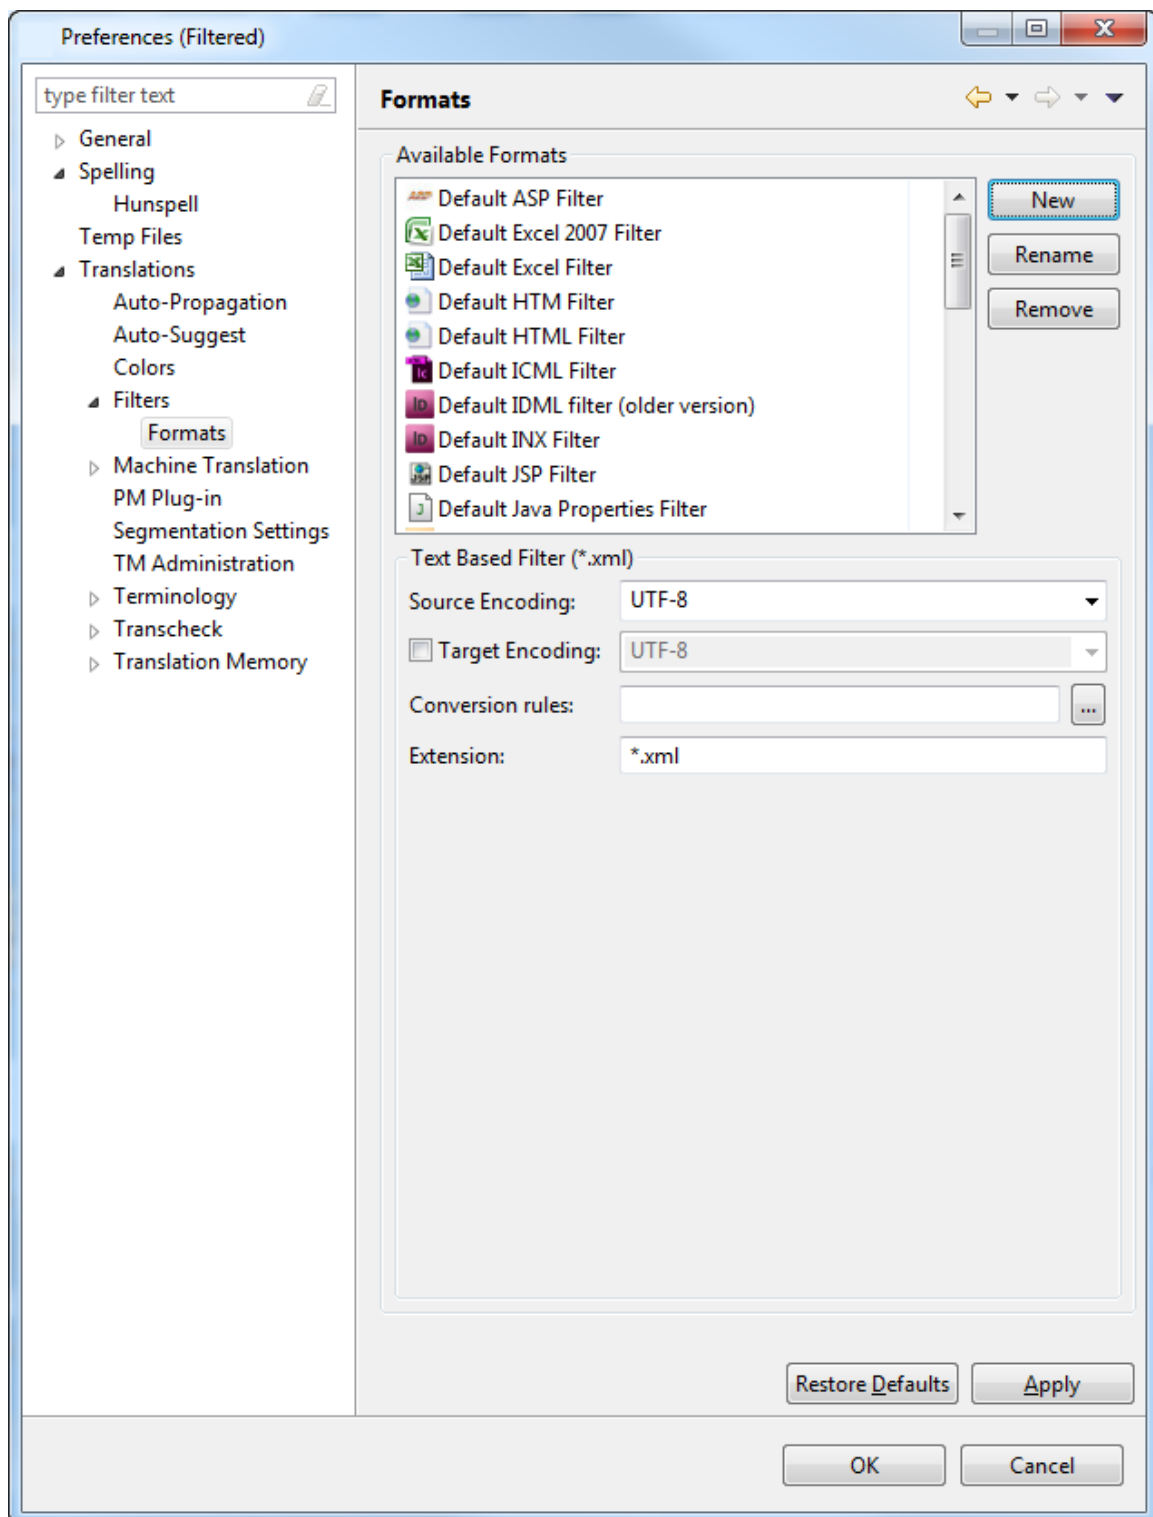 Preferences (Filtered)
type filter text
General
Spelling
Hunspell
Temp Files
Translations
Auto-Propagation
Auto-Suggest
Colors
Filters
Formats
Machine Translation
PM Plug-in
Segmentation Settings
TM Administration
Terminology
Transcheck
Translation Memory
Formats
Available Formats
Default ASP Filter
Default Excel 2007 Filter
Default Excel Filter
Default HTM Filter
Default HTML Filter
Default ICML Filter
Default IDML filter (older version)
Default INX Filter
Default JSP Filter
Default Java Properties Filter
New
Rename
Remove
Text Based Filter (*.xml)
Source Encoding: UTF-8
Target Encoding: UTF-8
Conversion rules: ...
Extension: *.xml
Restore Defaults Apply
OK Cancel